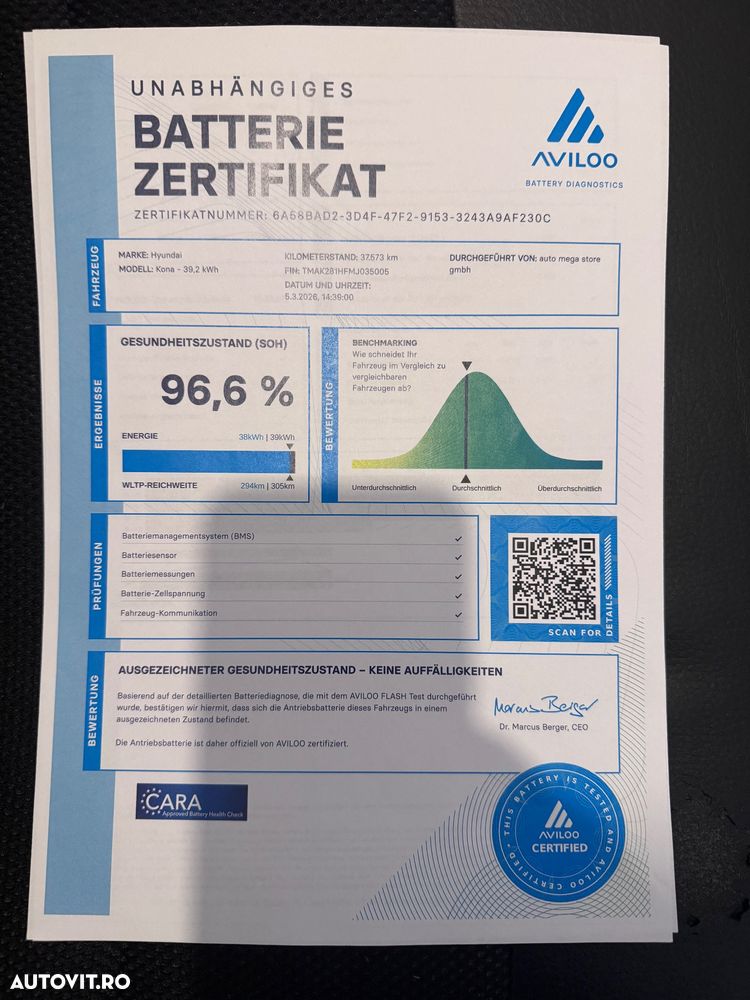 UNABHÄNGIGES
BATTERIE
ZERTIFIKAT
AVILOO
BATTERY DIAGNOSTICS
ZERTIFIKATNUMMER: 6A68BAD2-3D4F-47F2-9153-3243A9AF230C
FAHRZEUG
MARKE: Hyundai
MODELL: Kona - 39,2 kWh
KILOMETERSTAND: 37.573 km
FIN: TMAK281HFMJ035005
DATUM UND UHRZEIT:
5.3.2026, 14:39:00
DURCHGEFÜHRT VON: auto mega store
gmbh
ERGEBNISSE
GESUNDHEITSZUSTAND (SOH)
96,6 %
ENERGIE 38kWh | 39kWh
WLTP-REICHWEITE 294km | 305km
BEWERTUNG
BENCHMARKING
Wie schneidet Ihr
Fahrzeug im Vergleich zu
vergleichbaren
Fahrzeugen ab?
Unterdurchschnittlich Durchschnittlich Überdurchschnittlich
PRÜFUNGEN
Batteriemanagementsystem (BMS)
Batteriesensor
Batteriemessungen
Batterie-Zellspannung
Fahrzeug-Kommunikation
SCAN FOR DETAILS
BEWERTUNG
AUSGEZEICHNETER GESUNDHEITSZUSTAND – KEINE AUFFÄLLIGKEITEN
Basierend auf der detaillierten Batteriediagnose, die mit dem AVILOO FLASH Test durchgeführt
wurde, bestätigen wir hiermit, dass sich die Antriebsbatterie dieses Fahrzeugs in einem
ausgezeichneten Zustand befindet.
Die Antriebsbatterie ist daher offiziell von AVILOO zertifiziert.
Marcus Berger
Dr. Marcus Berger, CEO
CARA
Approved Battery Health Check
THIS BATTERY IS TESTED AND AVILOO CERTIFIED
AVILOO
CERTIFIED
AUTOVIT.RO